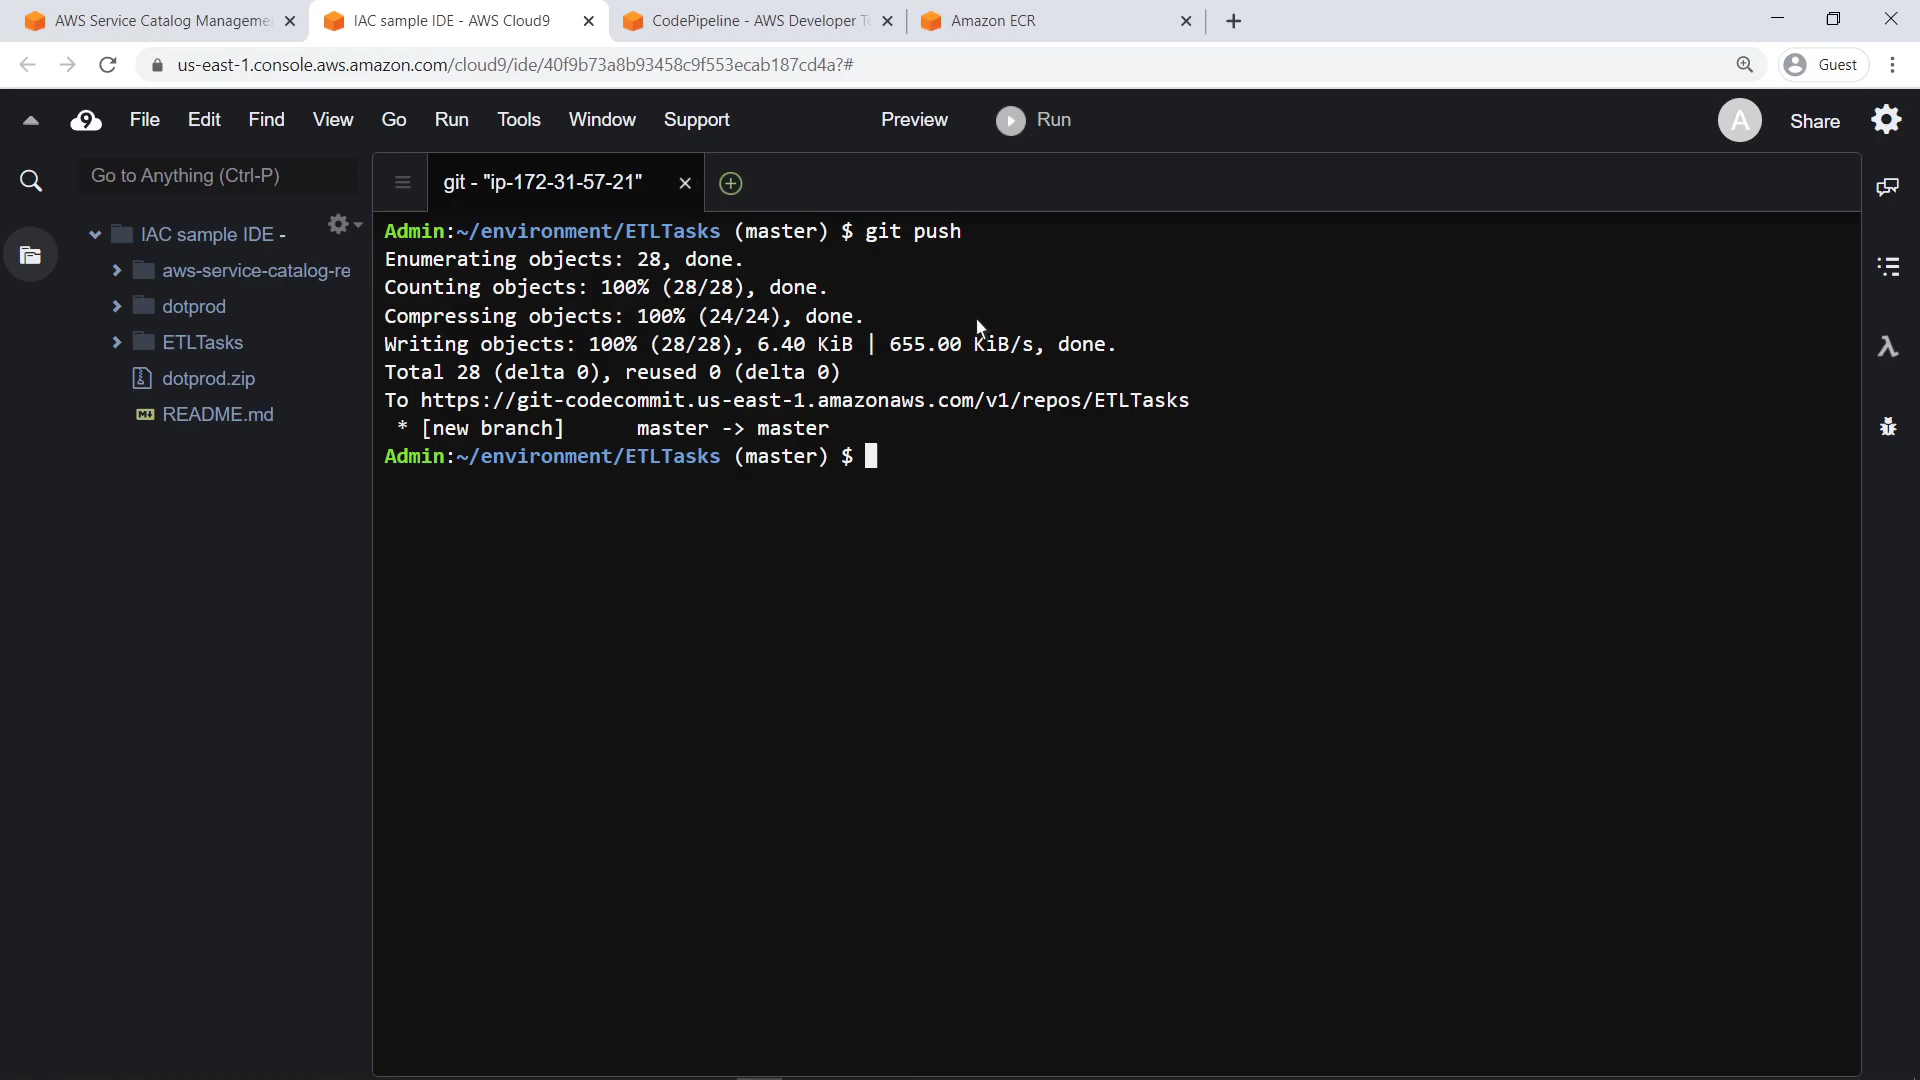 AWS Service Catalog Manageme
IAC sample IDE - AWS Cloud9
CodePipeline - AWS Developer
Amazon ECR
us-east-1.console.aws.amazon.com/cloud9/ide/40f9b73a8b93458c9f553ecab187cd4a?#
Guest
9 File Edit Find View Go Run Tools Window Support Preview Run A Share
Go to Anything (Ctrl-P)
git - "ip-172-31-57-21"
IAC sample IDE -
aws-service-catalog-re
dotprod
ETLTasks
dotprod.zip
README.md
Admin:~/environment/ETLTasks (master) $ git push
Enumerating objects: 28, done.
Counting objects: 100% (28/28), done.
Compressing objects: 100% (24/24), done.
Writing objects: 100% (28/28), 6.40 KiB | 655.00 KiB/s, done.
Total 28 (delta 0), reused 0 (delta 0)
To https://git-codecommit.us-east-1.amazonaws.com/v1/repos/ETLTasks
* [new branch] master -> master
Admin:~/environment/ETLTasks (master) $